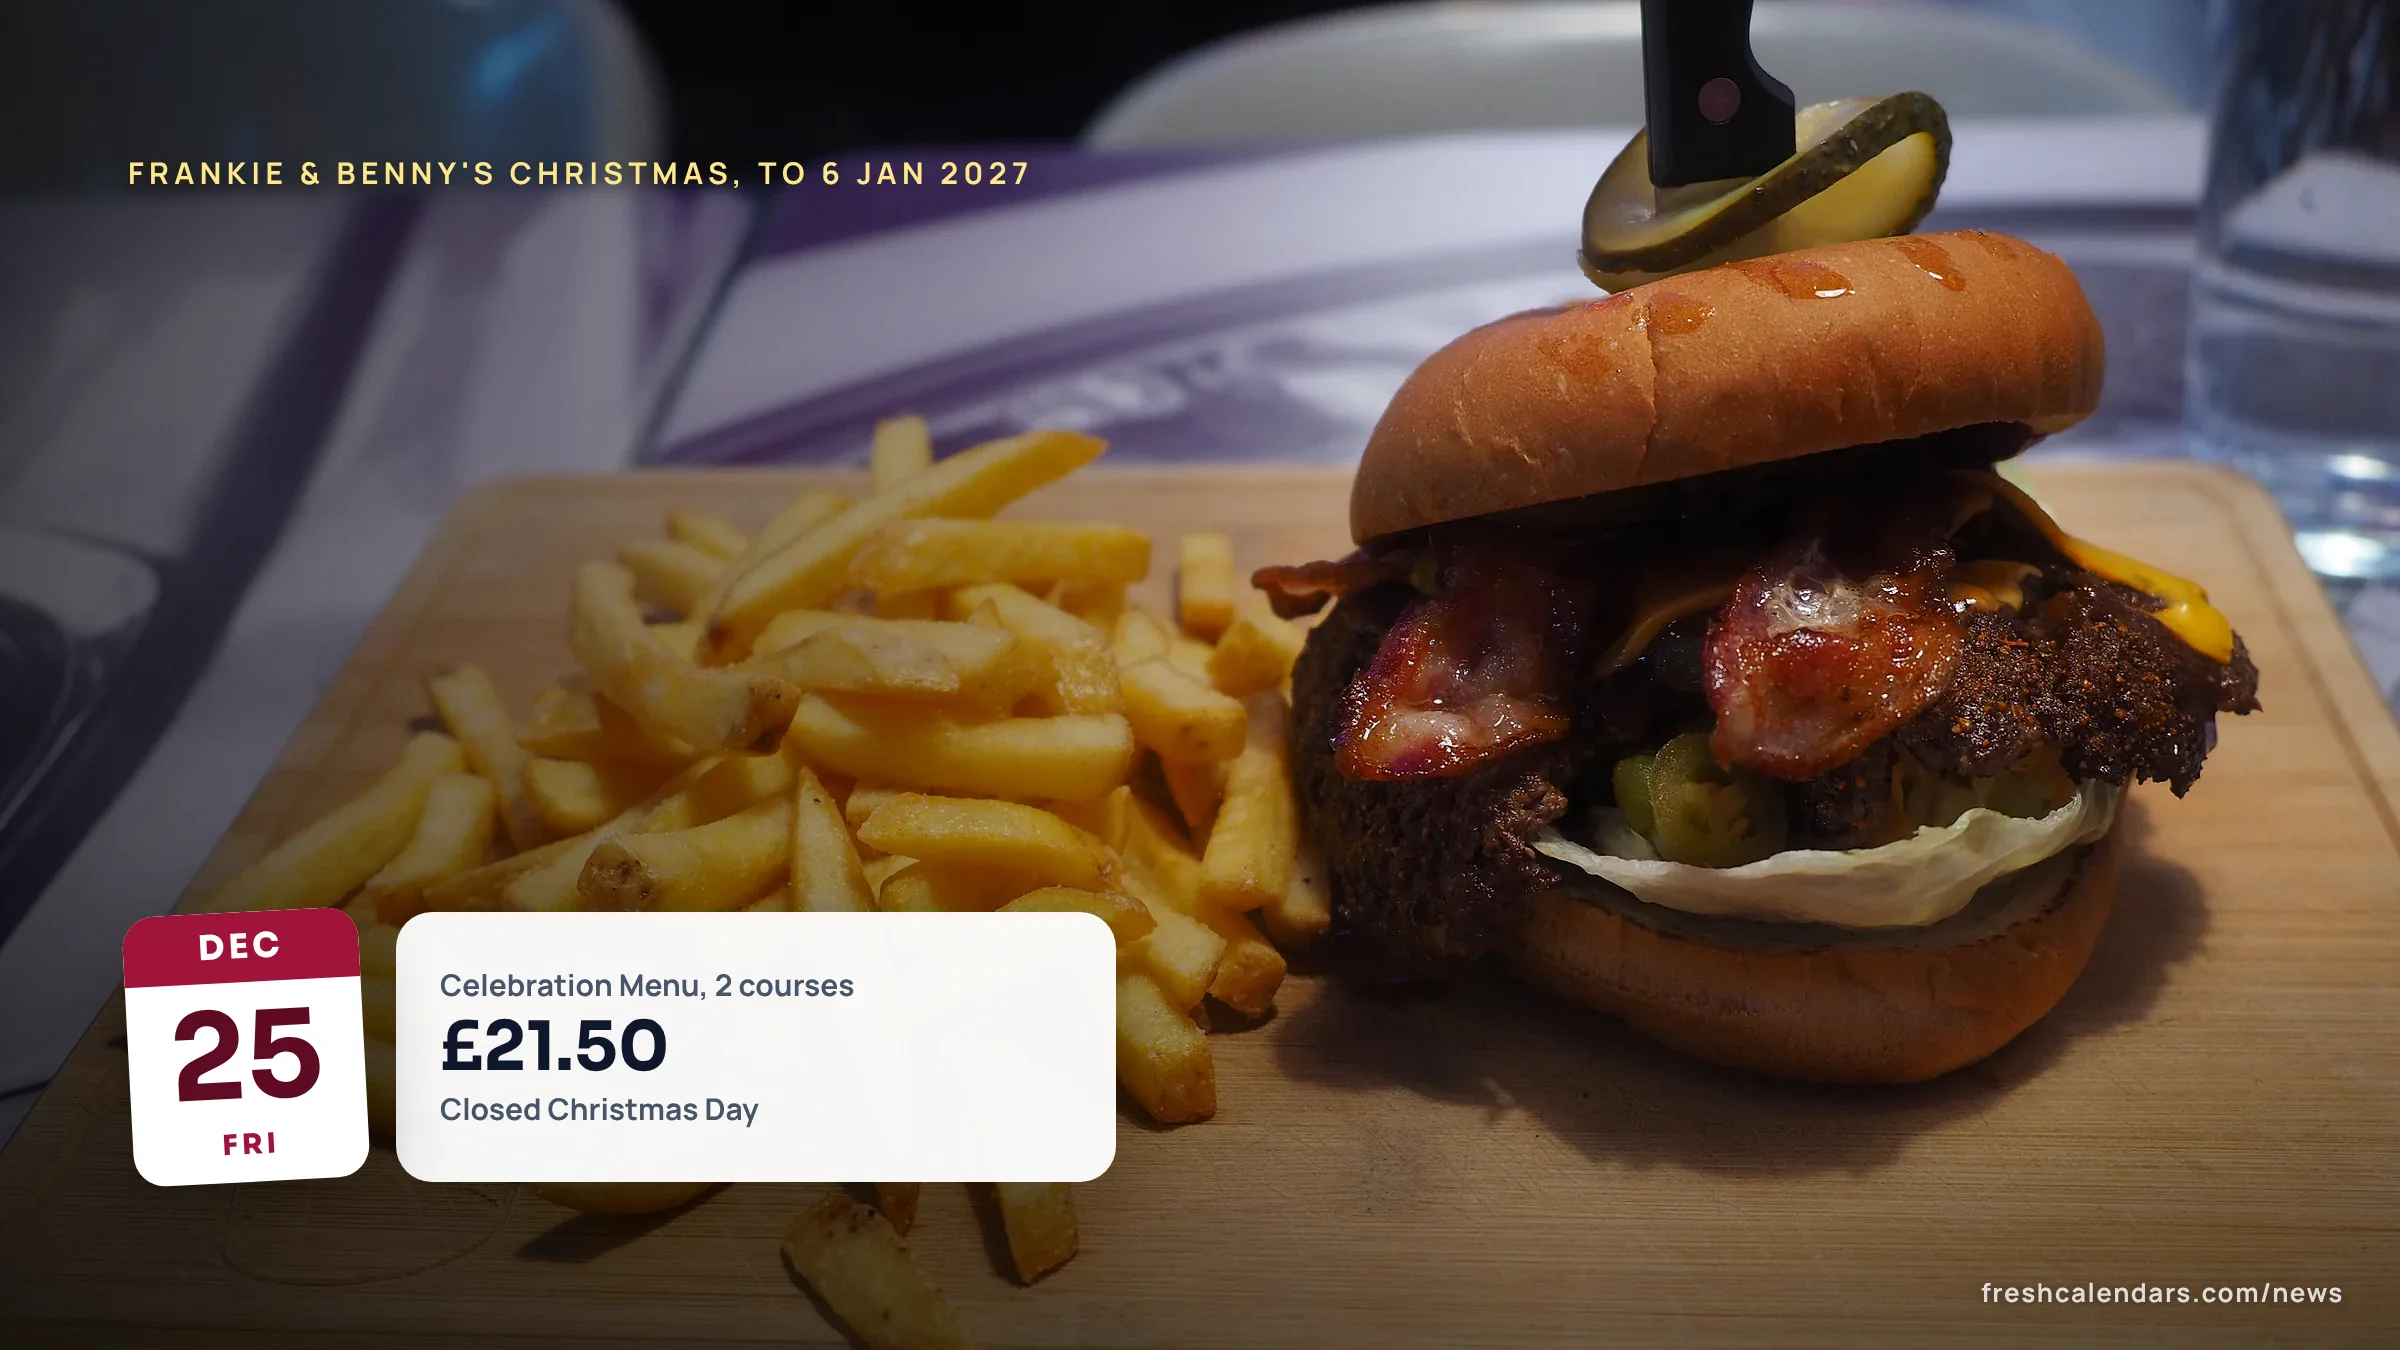 FRANKIE & BENNY'S CHRISTMAS, TO 6 JAN 2027
DEC
25
FRI
Celebration Menu, 2 courses
£21.50
Closed Christmas Day
freshcalendars.com/news